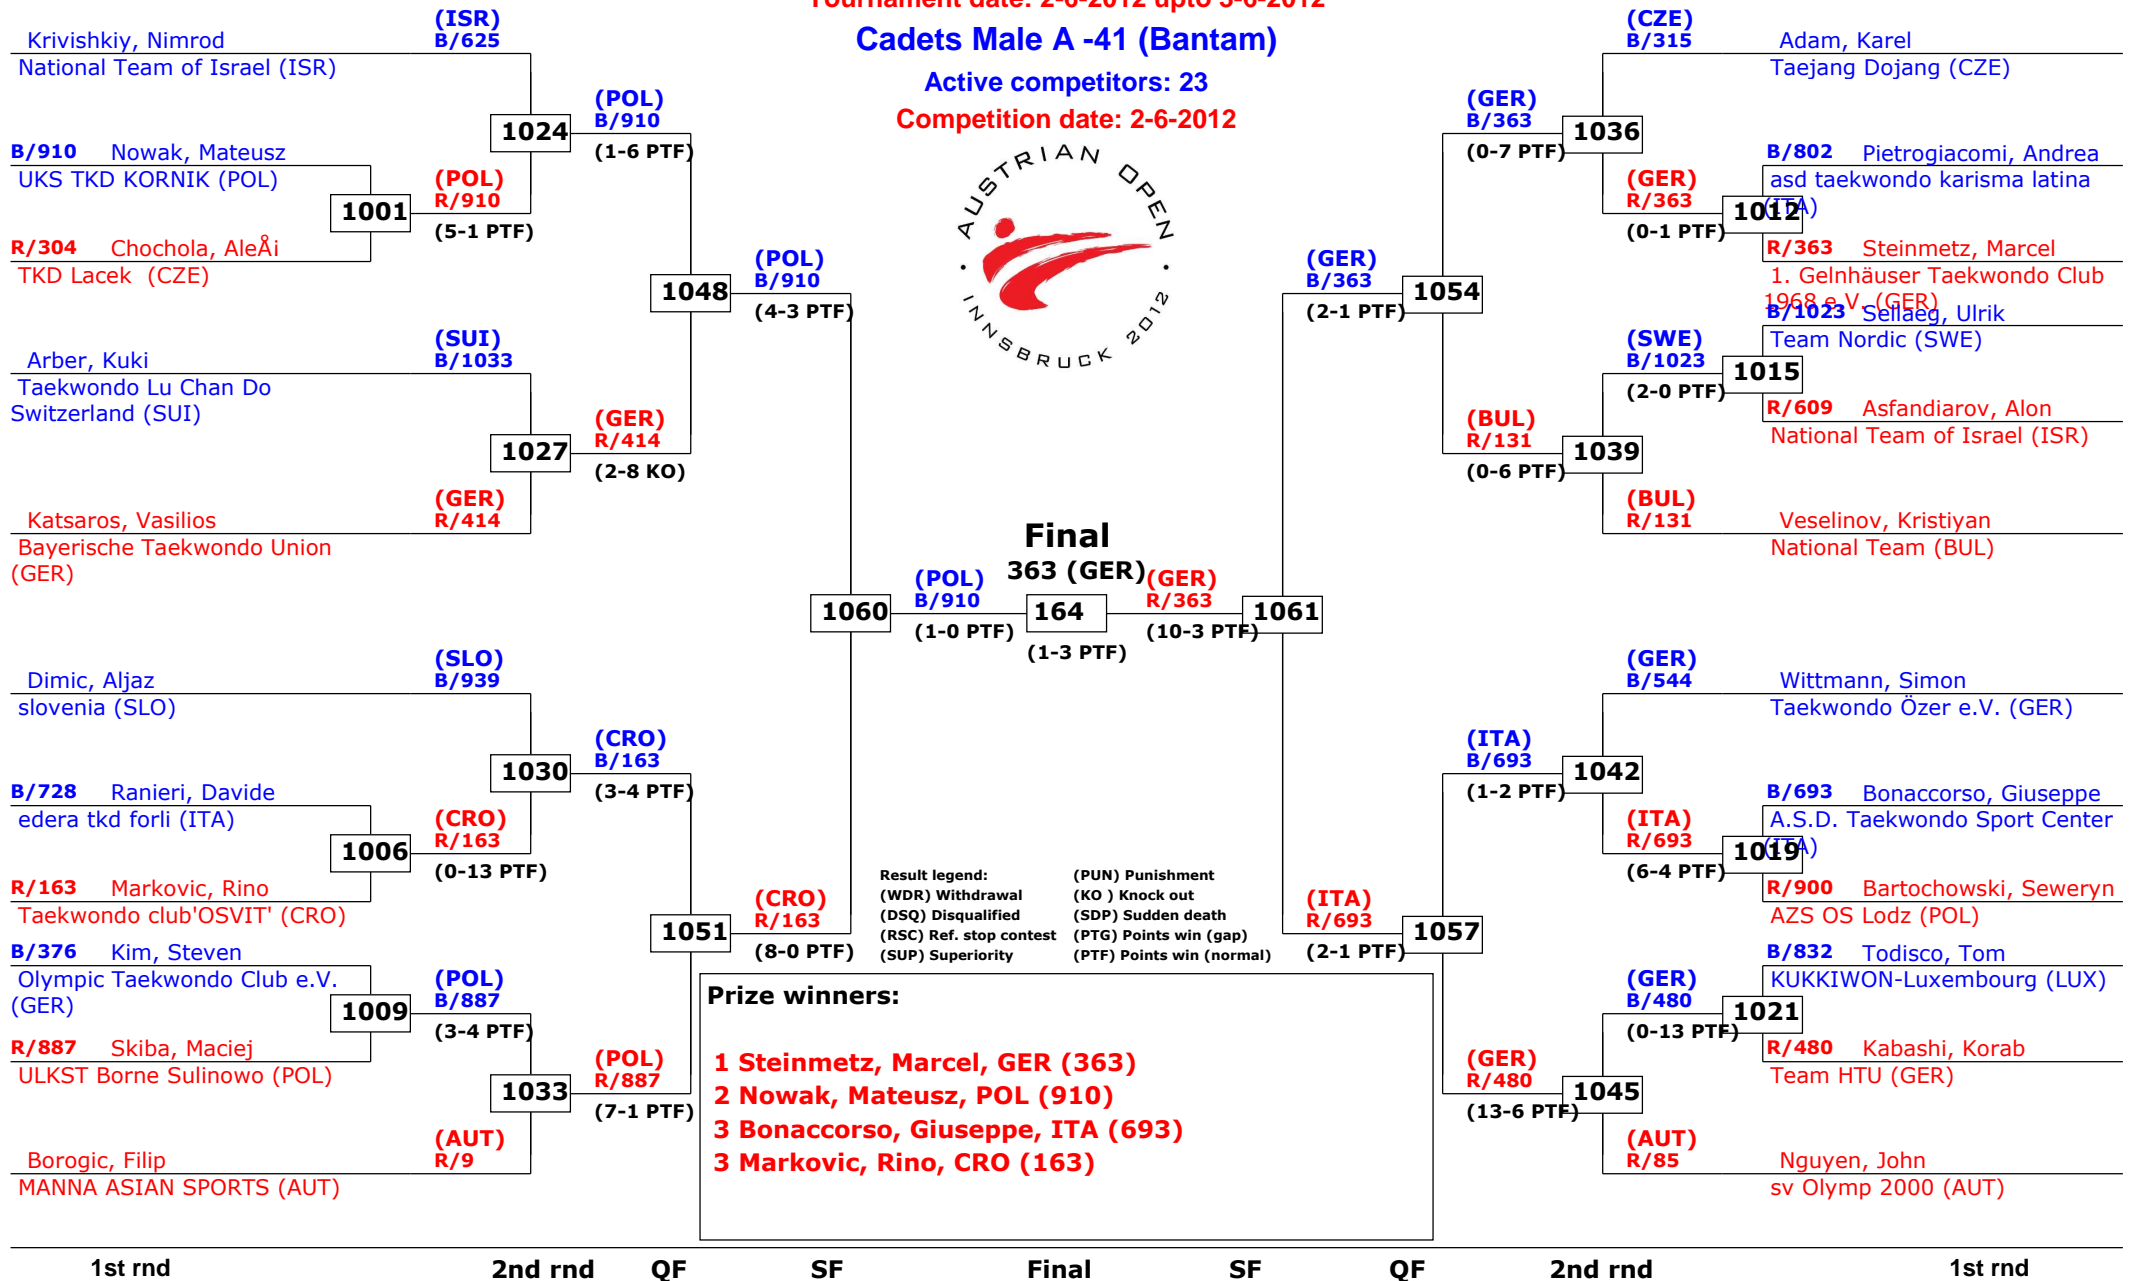 Tournament date: 2-6-2012 upto 3-6-2012
Cadets Male A -41 (Bantam)
Active competitors: 23
Competition date: 2-6-2012
AUSTRIAN OPEN
· INNSBRUCK 2012 ·
(ISR)
Krivishkiy, Nimrod B/625
National Team of Israel (ISR)
(POL)
B/910
1024
(1-6 PTF)
B/910 Nowak, Mateusz
UKS TKD KORNIK (POL)
(POL)
1001 R/910
(5-1 PTF)
R/304 Chochola, AleÅi
TKD Lacek (CZE)
(POL)
B/910
1048
(4-3 PTF)
(SUI)
Arber, Kuki B/1033
Taekwondo Lu Chan Do
Switzerland (SUI)
(GER)
R/414
1027
(2-8 KO)
(GER)
Katsaros, Vasilios R/414
Bayerische Taekwondo Union
(GER)
1060
(POL)
B/910
(1-0 PTF)
(SLO)
Dimic, Aljaz B/939
slovenia (SLO)
(CRO)
B/163
1030
(3-4 PTF)
B/728 Ranieri, Davide
edera tkd forli (ITA)
(CRO)
1006 R/163
(0-13 PTF)
R/163 Markovic, Rino
Taekwondo club'OSVIT' (CRO)
(CRO)
R/163
1051
(8-0 PTF)
B/376 Kim, Steven
Olympic Taekwondo Club e.V.
(GER)
(POL)
1009 B/887
(3-4 PTF)
R/887 Skiba, Maciej
ULKST Borne Sulinowo (POL)
(POL)
R/887
1033
(7-1 PTF)
(AUT)
Borogic, Filip R/9
MANNA ASIAN SPORTS (AUT)
Final
363 (GER)
164
(1-3 PTF)
(GER)
R/363
1061
(10-3 PTF)
(CZE)
B/315 Adam, Karel
Taejang Dojang (CZE)
(GER)
B/363
1036
(0-7 PTF)
B/802 Pietrogiacomi, Andrea
asd taekwondo karisma latina
(ITA)
(GER)
R/363
1012
(0-1 PTF)
R/363 Steinmetz, Marcel
1. Gelnhäuser Taekwondo Club
1968 e.V. (GER)
(GER)
B/363
1054
(2-1 PTF)
B/1023 Sellaeg, Ulrik
Team Nordic (SWE)
(SWE)
B/1023
1015
(2-0 PTF)
R/609 Asfandiarov, Alon
National Team of Israel (ISR)
(BUL)
R/131
1039
(0-6 PTF)
(BUL)
R/131 Veselinov, Kristiyan
National Team (BUL)
(GER)
B/544 Wittmann, Simon
Taekwondo Özer e.V. (GER)
(ITA)
B/693
1042
(1-2 PTF)
B/693 Bonaccorso, Giuseppe
A.S.D. Taekwondo Sport Center
(ITA)
(ITA)
R/693
1019
(6-4 PTF)
R/900 Bartochowski, Seweryn
AZS OS Lodz (POL)
(ITA)
R/693
1057
(2-1 PTF)
B/832 Todisco, Tom
KUKKIWON-Luxembourg (LUX)
(GER)
B/480
1021
(0-13 PTF)
R/480 Kabashi, Korab
Team HTU (GER)
(GER)
R/480
1045
(13-6 PTF)
(AUT)
R/85 Nguyen, John
sv Olymp 2000 (AUT)
Result legend: (PUN) Punishment
(WDR) Withdrawal (KO ) Knock out
(DSQ) Disqualified (SDP) Sudden death
(RSC) Ref. stop contest (PTG) Points win (gap)
(SUP) Superiority (PTF) Points win (normal)
Prize winners:
1 Steinmetz, Marcel, GER (363)
2 Nowak, Mateusz, POL (910)
3 Bonaccorso, Giuseppe, ITA (693)
3 Markovic, Rino, CRO (163)
1st rnd 2nd rnd QF SF Final SF QF 2nd rnd 1st rnd